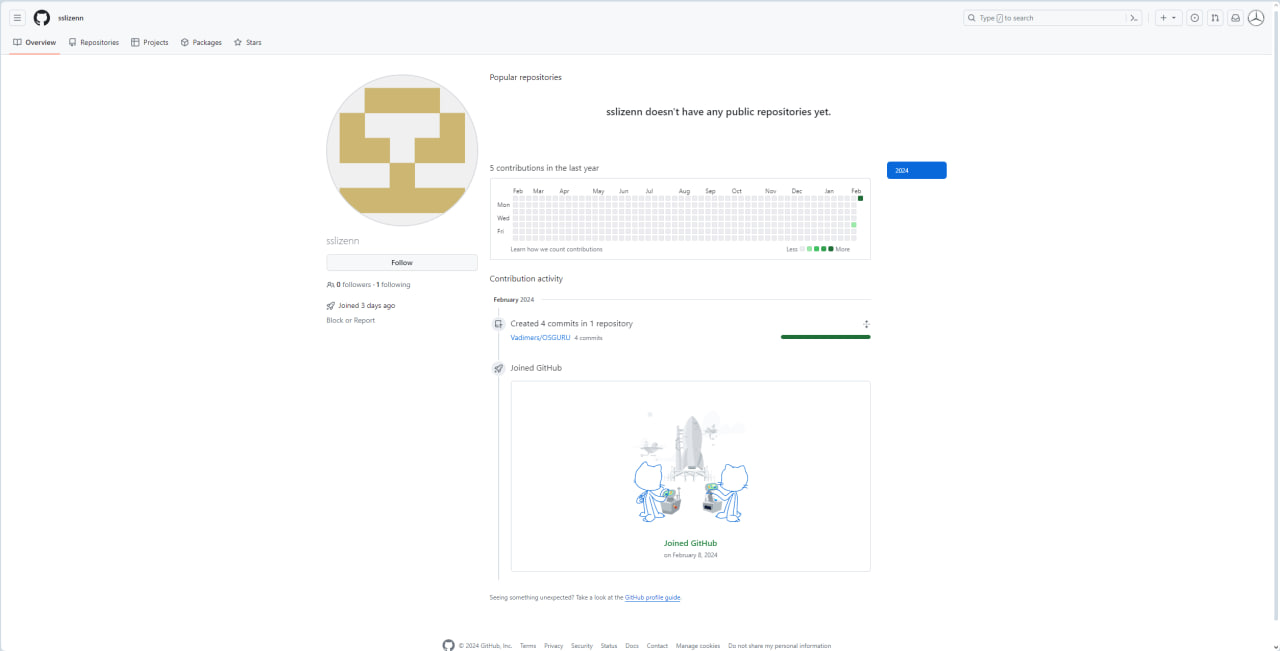 sslizenn
Type / to search
Overview Repositories Projects Packages Stars
Popular repositories
sslizenn doesn't have any public repositories yet.
5 contributions in the last year
2024
Feb Mar Apr May Jun Jul Aug Sep Oct Nov Dec Jan Feb
Mon
Wed
Fri
Learn how we count contributions Less More
sslizenn
Follow
0 followers · 1 following
Joined 3 days ago
Block or Report
Contribution activity
February 2024
Created 4 commits in 1 repository
Vadimers/OSGURU 4 commits
Joined GitHub
Joined GitHub
on February 8, 2024
Seeing something unexpected? Take a look at the GitHub profile guide.
© 2024 GitHub, Inc. Terms Privacy Security Status Docs Contact Manage cookies Do not share my personal information